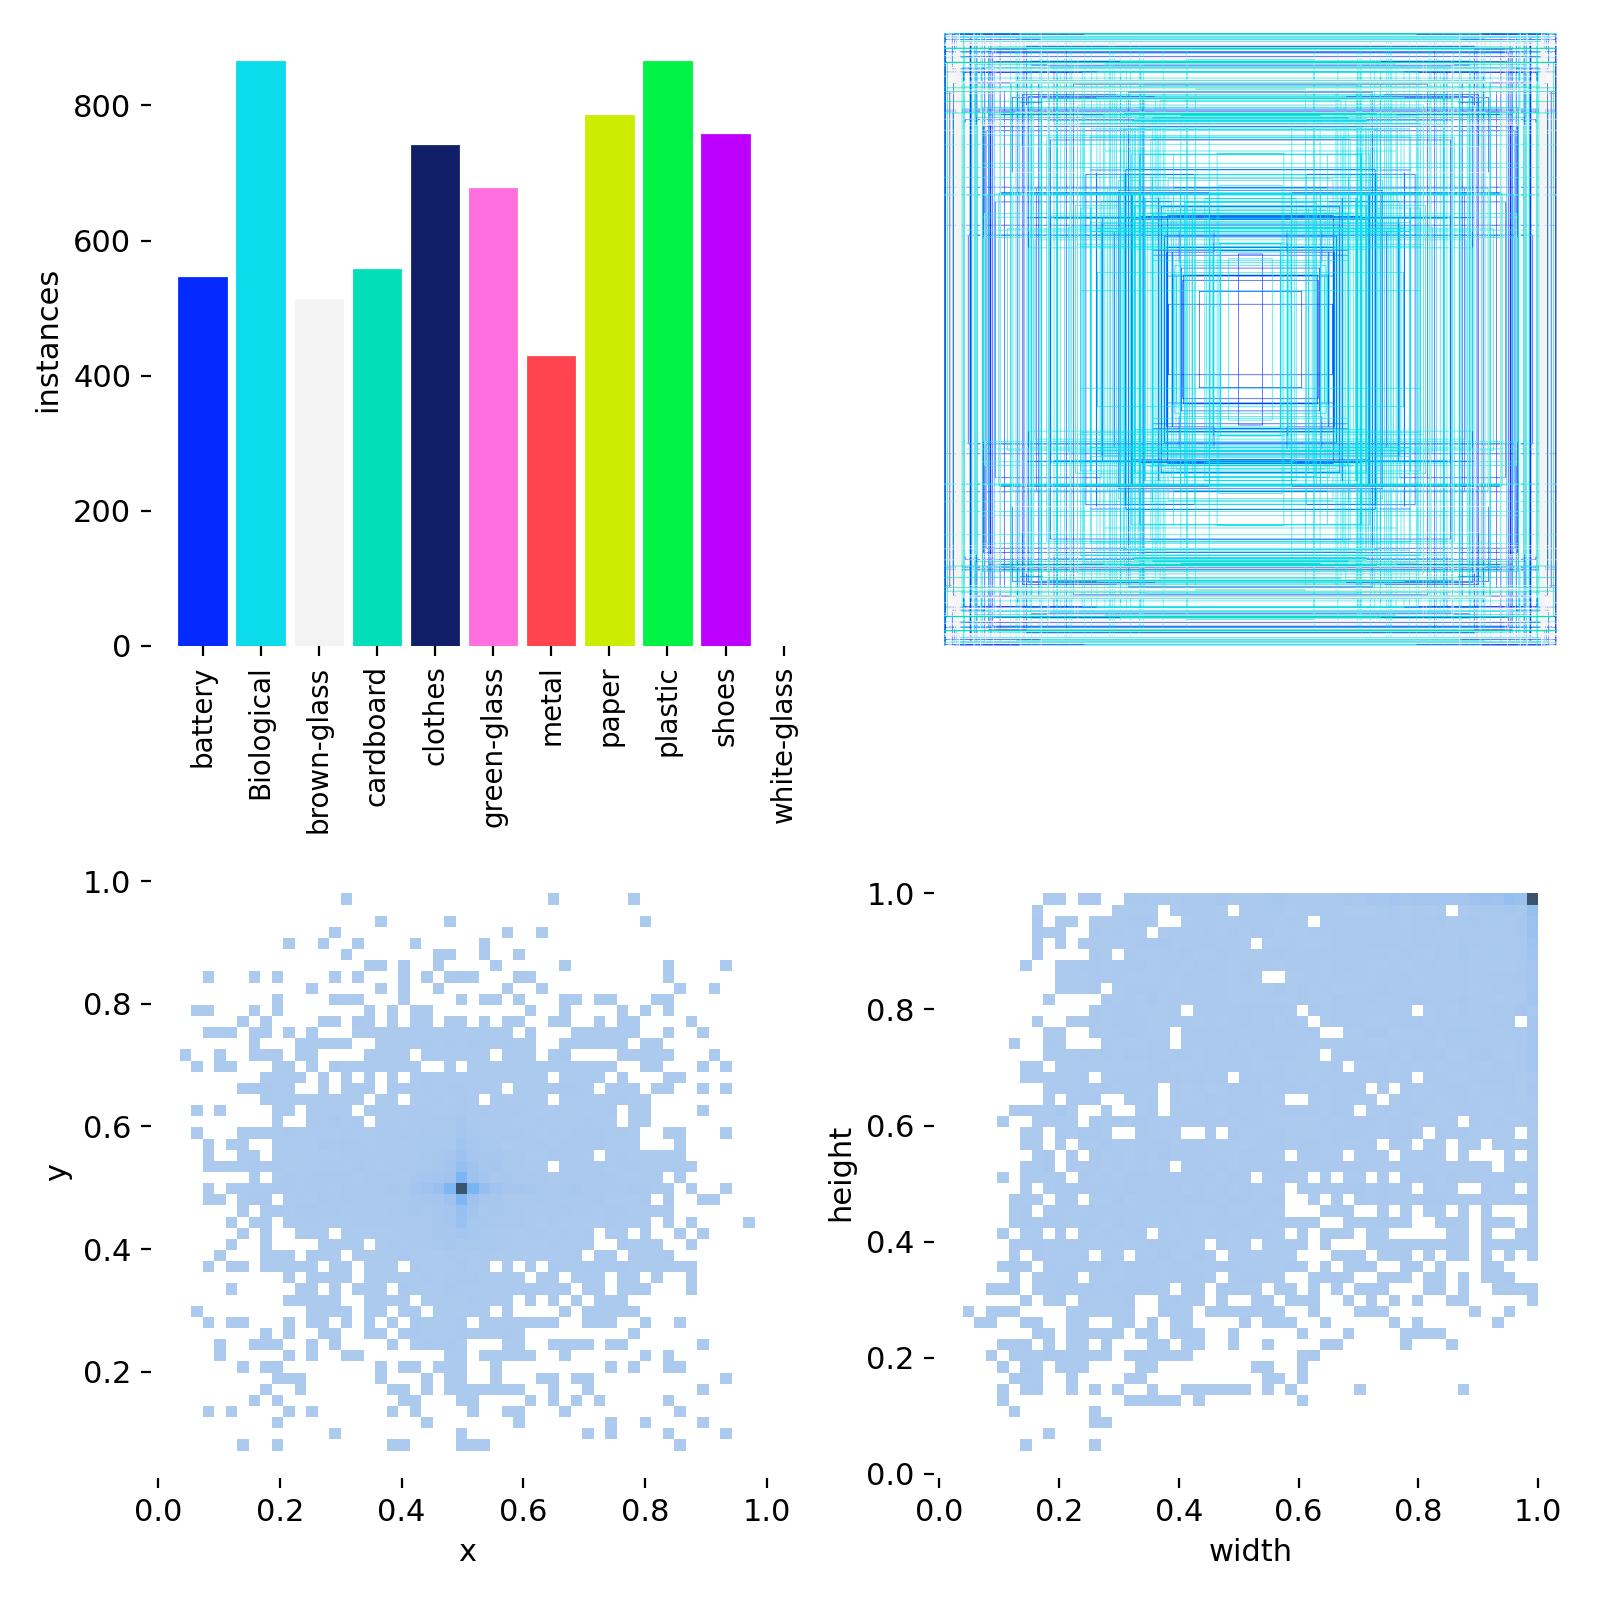 800
600
400
200
0
instances
battery
Biological
brown-glass
cardboard
clothes
green-glass
metal
paper
plastic
shoes
white-glass
1.0
0.8
0.6
0.4
0.2
y
0.0 0.2 0.4 0.6 0.8 1.0
x
1.0
0.8
0.6
0.4
0.2
0.0
height
0.0 0.2 0.4 0.6 0.8 1.0
width